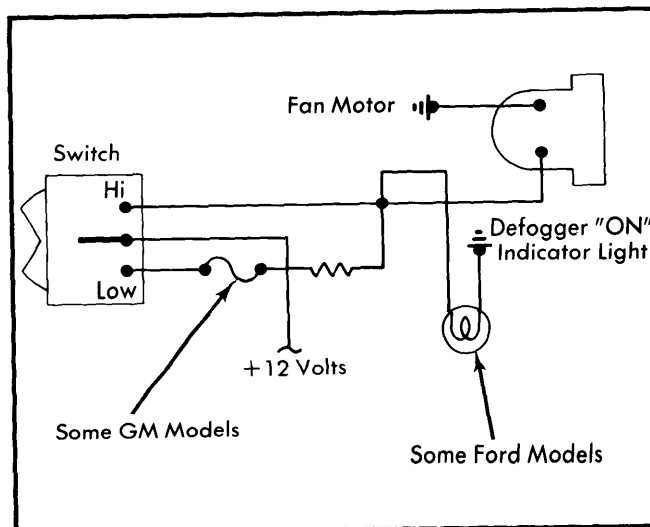 Fan Motor
Switch
Hi
Defogger "ON"
Indicator Light
Low
+12 Volts
Some GM Models
Some Ford Models